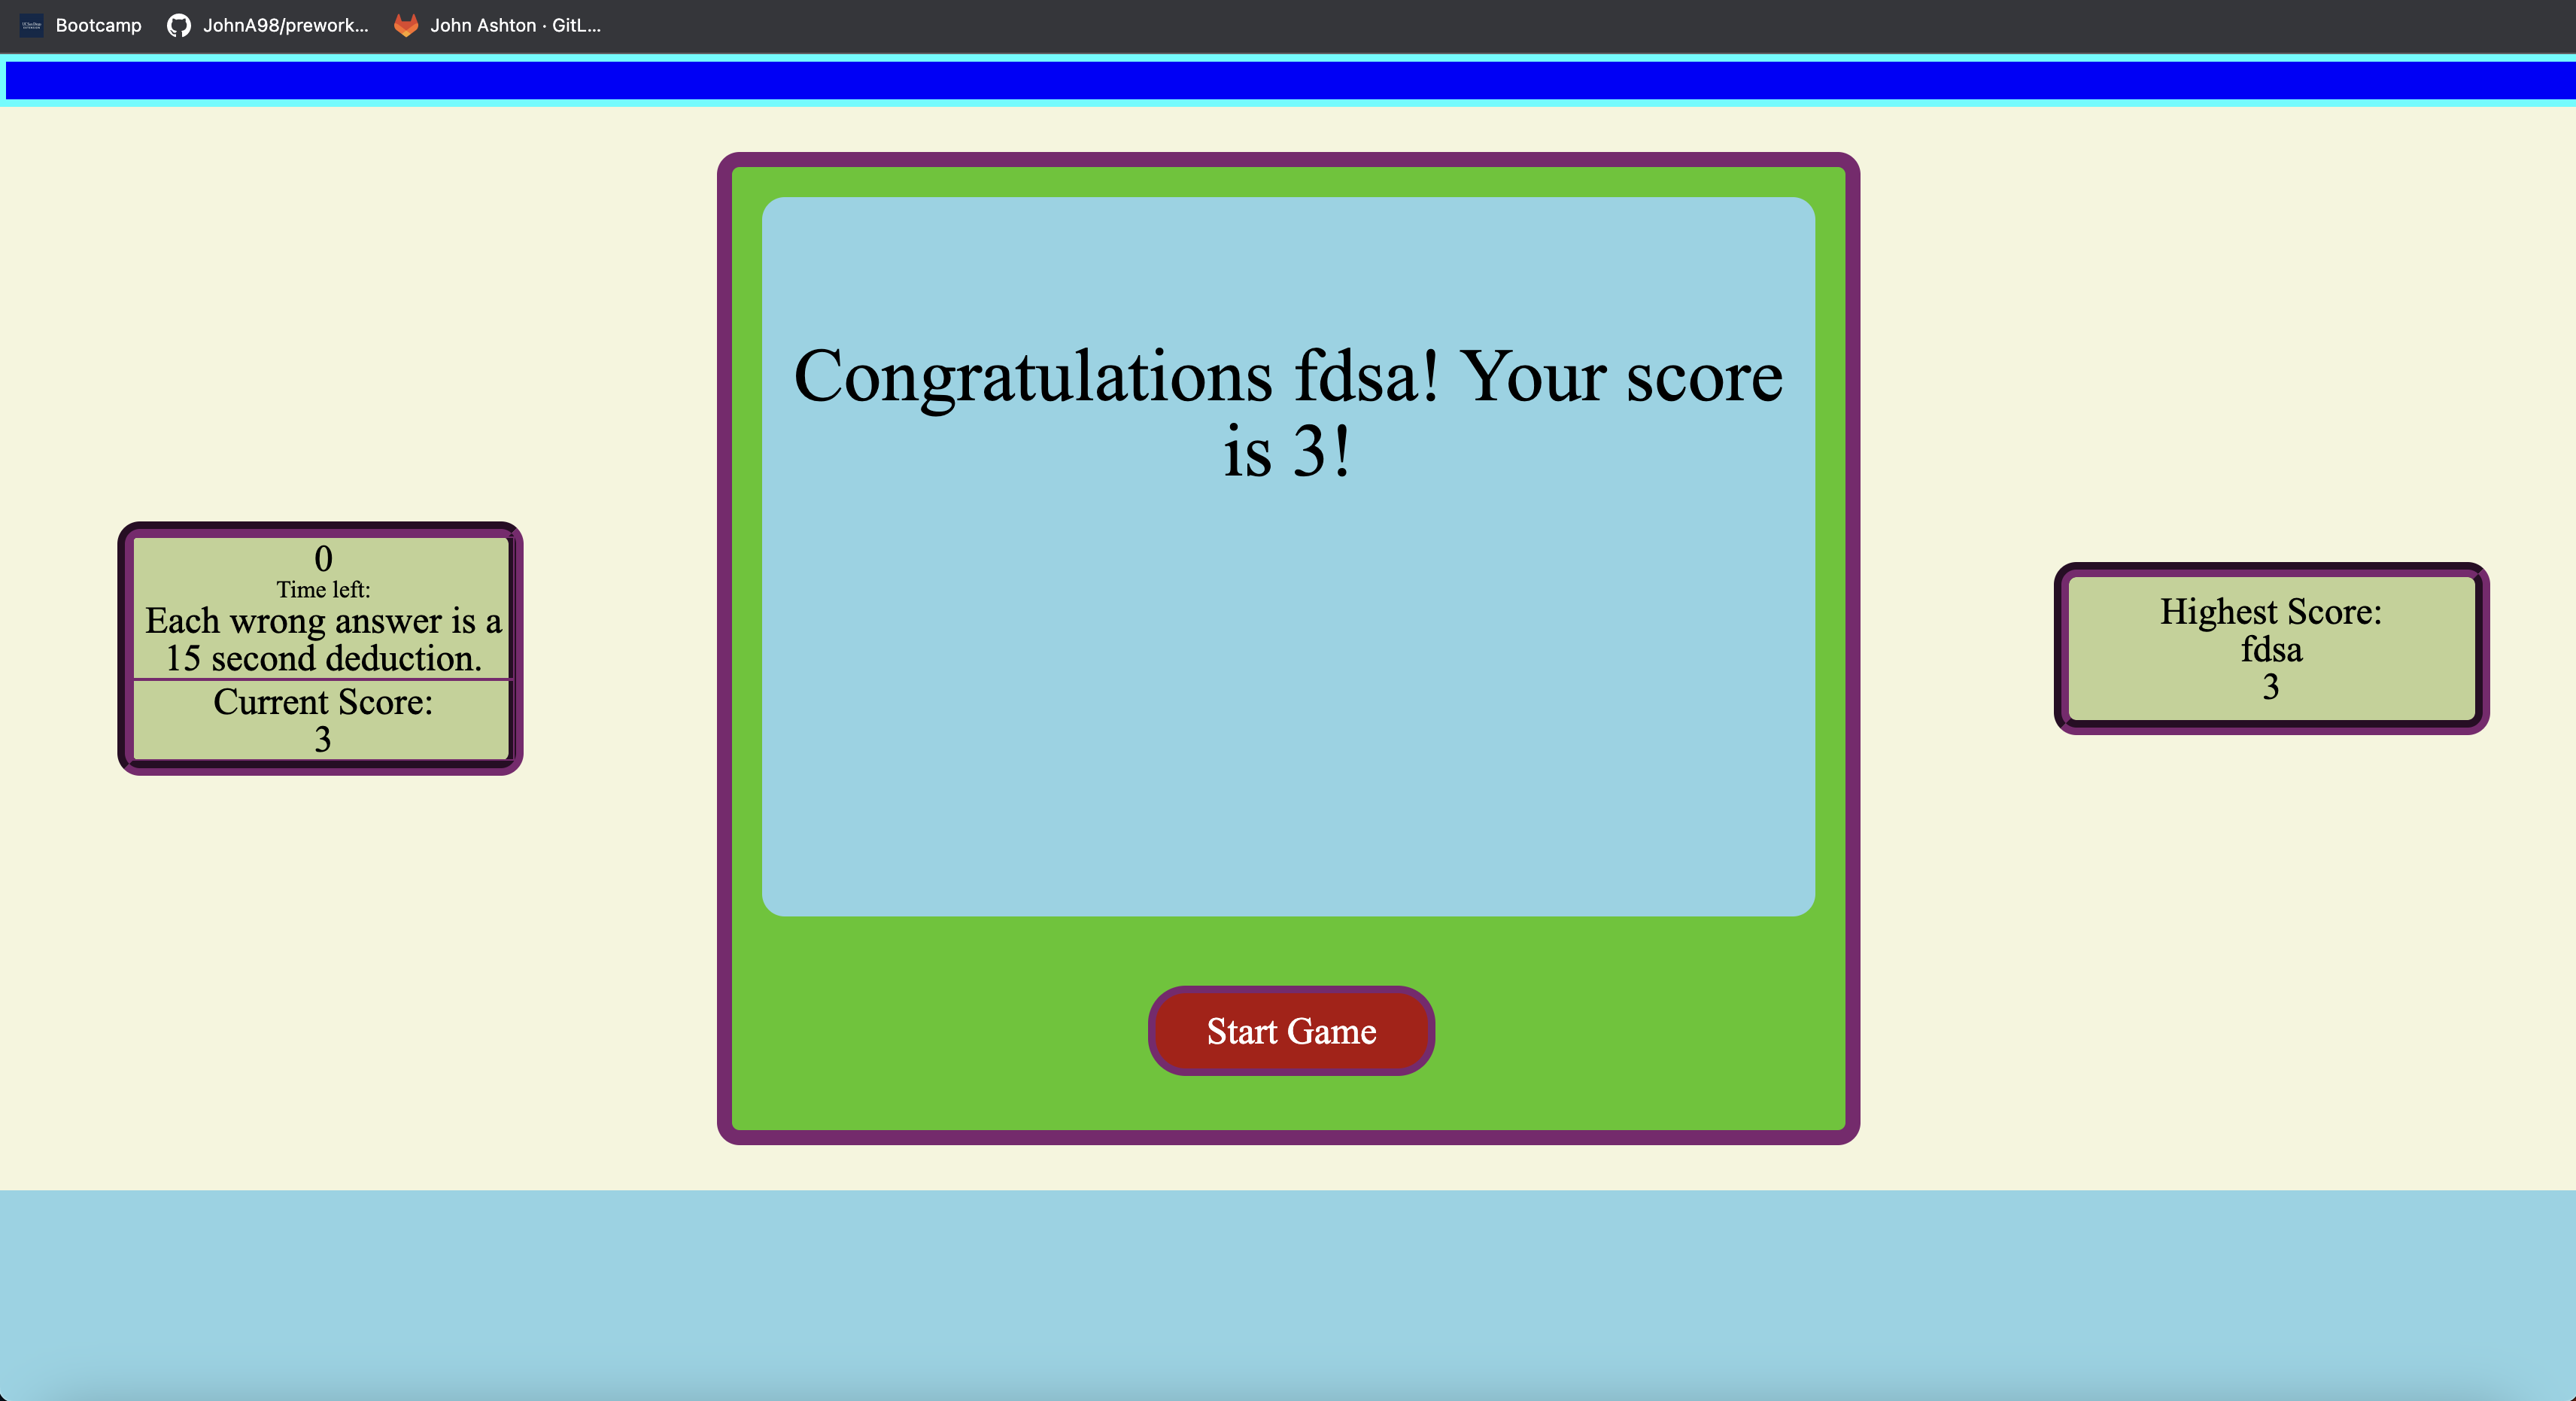 Bootcamp
JohnA98/prework...
John Ashton · GitL...
Congratulations fdsa! Your score
is 3!
0
Time left:
Each wrong answer is a
15 second deduction.
Current Score:
3
Highest Score:
fdsa
3
Start Game